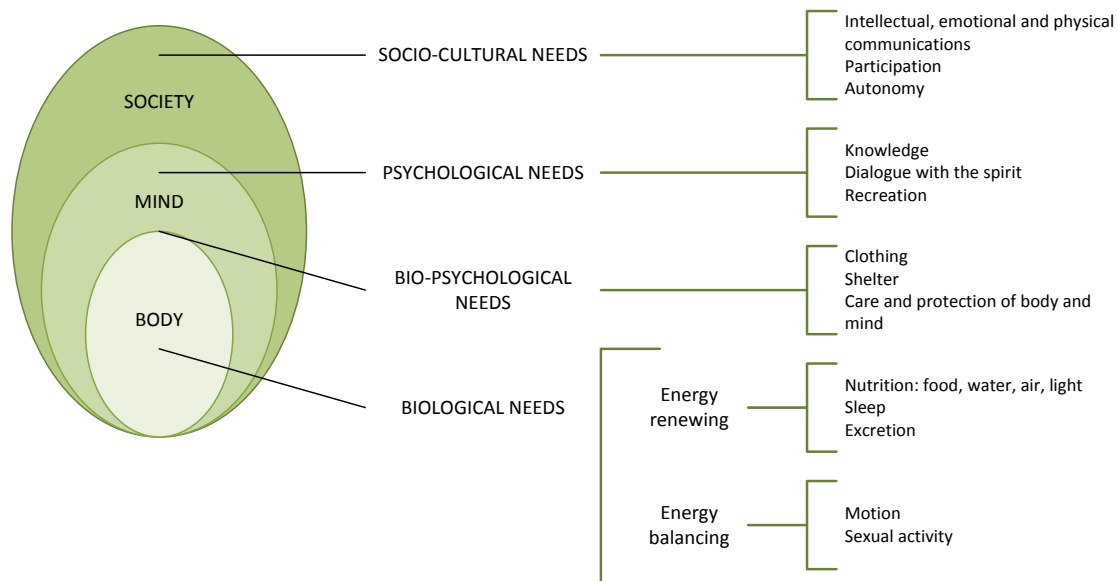 SOCIETY
MIND
BODY
SOCIO-CULTURAL NEEDS
Intellectual, emotional and physical
communications
Participation
Autonomy
PSYCHOLOGICAL NEEDS
Knowledge
Dialogue with the spirit
Recreation
BIO-PSYCHOLOGICAL
NEEDS
Clothing
Shelter
Care and protection of body and
mind
BIOLOGICAL NEEDS
Energy
renewing
Nutrition: food, water, air, light
Sleep
Excretion
Energy
balancing
Motion
Sexual activity